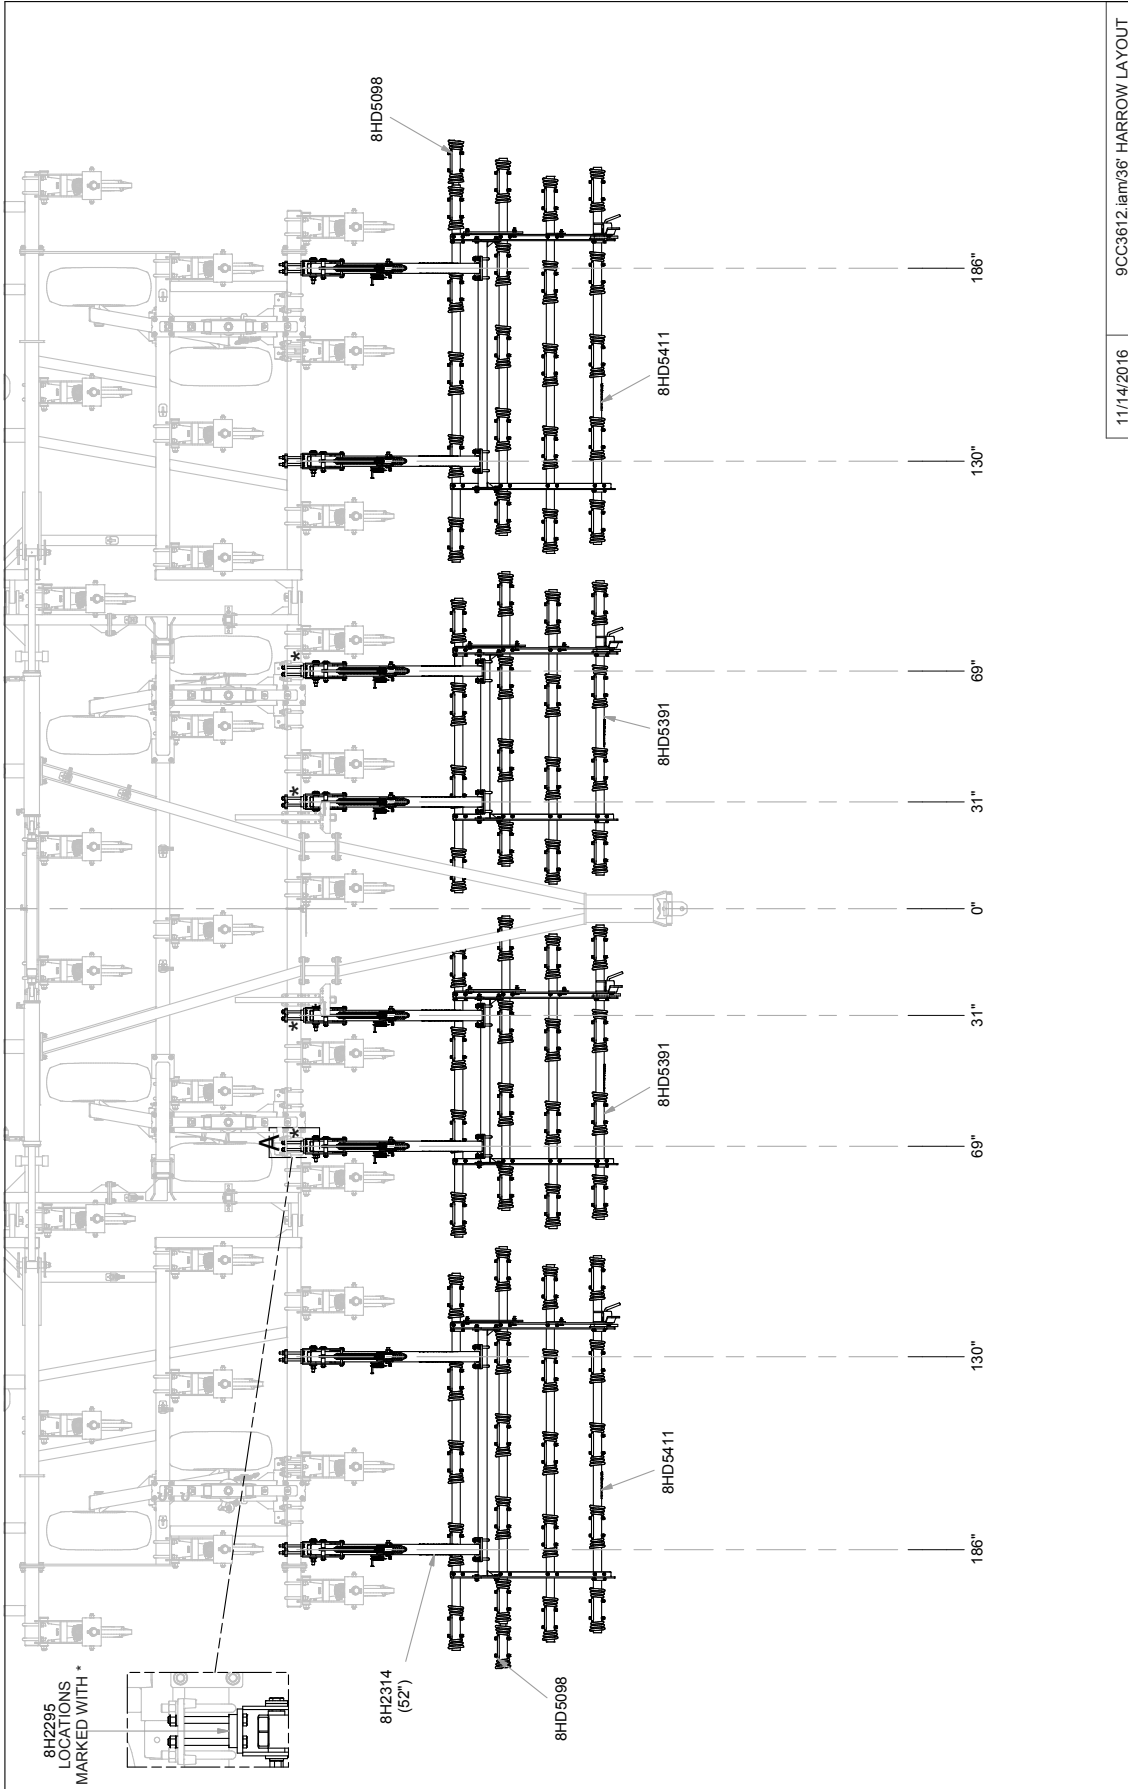 8H2295
LOCATIONS
MARKED WITH *
8H2314
(52")
8HD5098
8HD5411
8HD5391
8HD5391
8HD5411
8HD5098
A
*
*
*
*
186"
130"
69"
31"
0"
31"
69"
130"
186"
11/14/2016
9CC3612.iam/36' HARROW LAYOUT